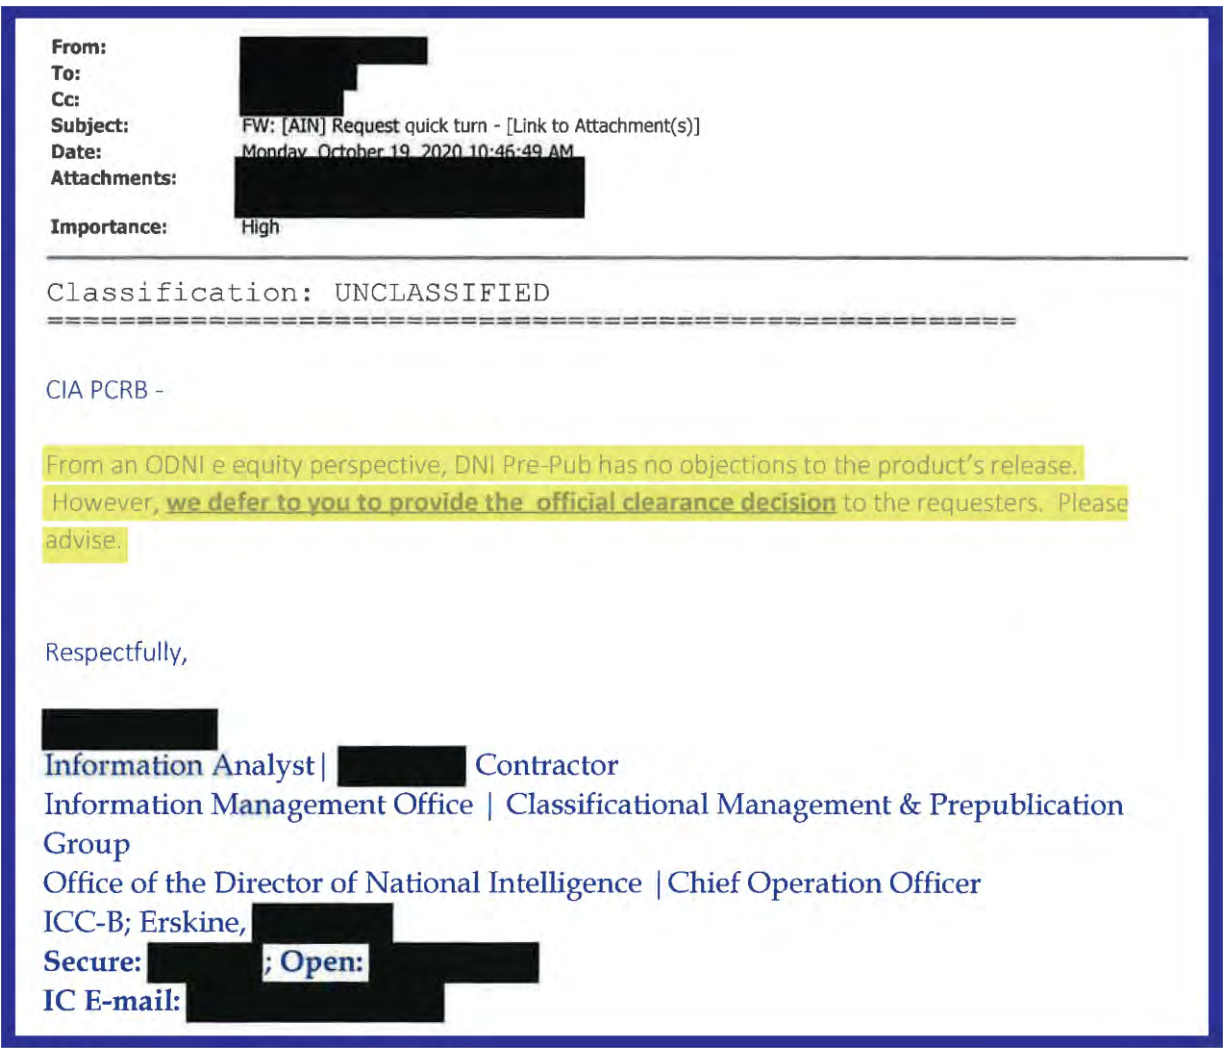 From:
To:
Cc:
Subject: FW: [AIN] Request quick turn - [Link to Attachment(s)]
Date: Monday, October 19, 2020 10:46:49 AM
Attachments:
Importance: High
Classification: UNCLASSIFIED
======================================================
CIA PCRB -
From an ODNI e equity perspective, DNI Pre-Pub has no objections to the product's release.
However, we defer to you to provide the official clearance decision to the requesters. Please
advise.
Respectfully,
Information Analyst| Contractor
Information Management Office | Classificational Management & Prepublication
Group
Office of the Director of National Intelligence |Chief Operation Officer
ICC-B; Erskine,
Secure: ; Open:
IC E-mail: